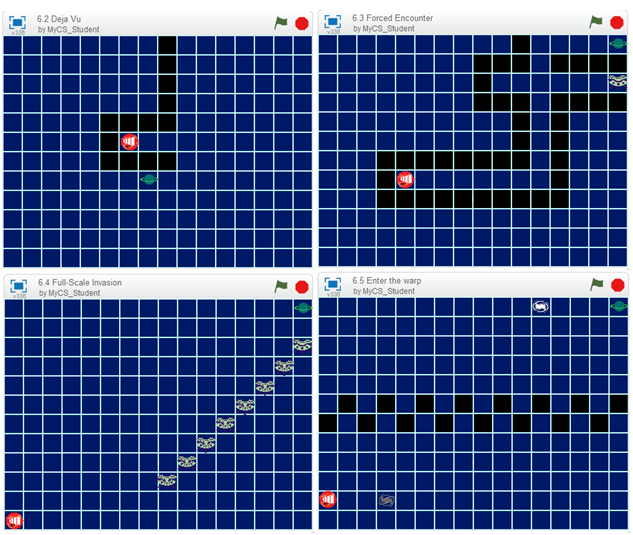 6.2 Deja Vu
by MyCS_Student
v338
6.3 Forced Encounter
by MyCS_Student
v338
6.4 Full-Scale Invasion
by MyCS_Student
v338
6.5 Enter the warp
by MyCS_Student
v338